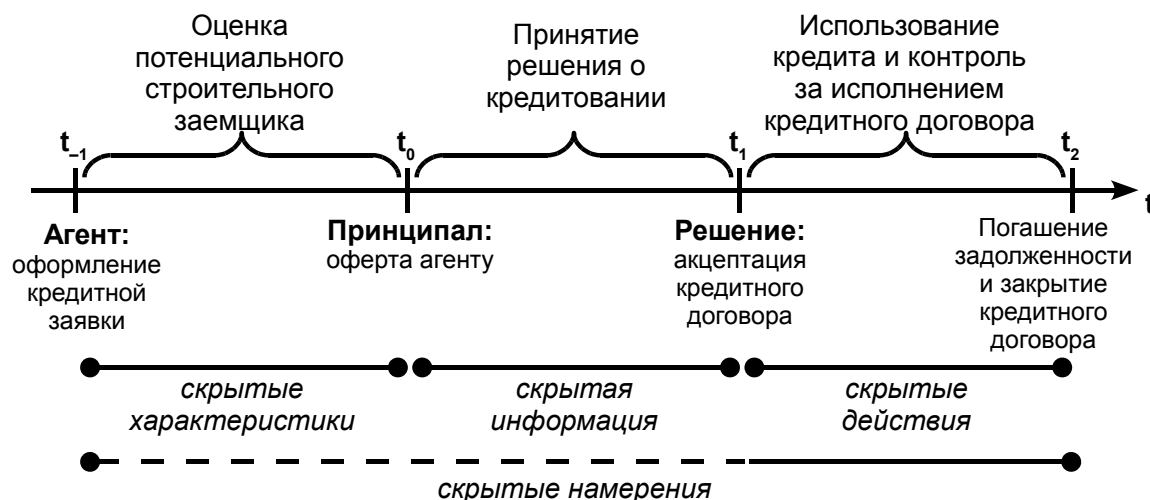 Оценка
потенциального
строительного
заемщика
Принятие
решения о
кредитовании
Использование
кредита и контроль
за исполнением
кредитного договора
t–1
t0
t1
t2
t
Агент:
оформление
кредитной
заявки
Принципал:
оферта агенту
Решение:
акцептация
кредитного
договора
Погашение
задолженности
и закрытие
кредитного
договора
скрытые
характеристики
скрытая
информация
скрытые
действия
скрытые намерения